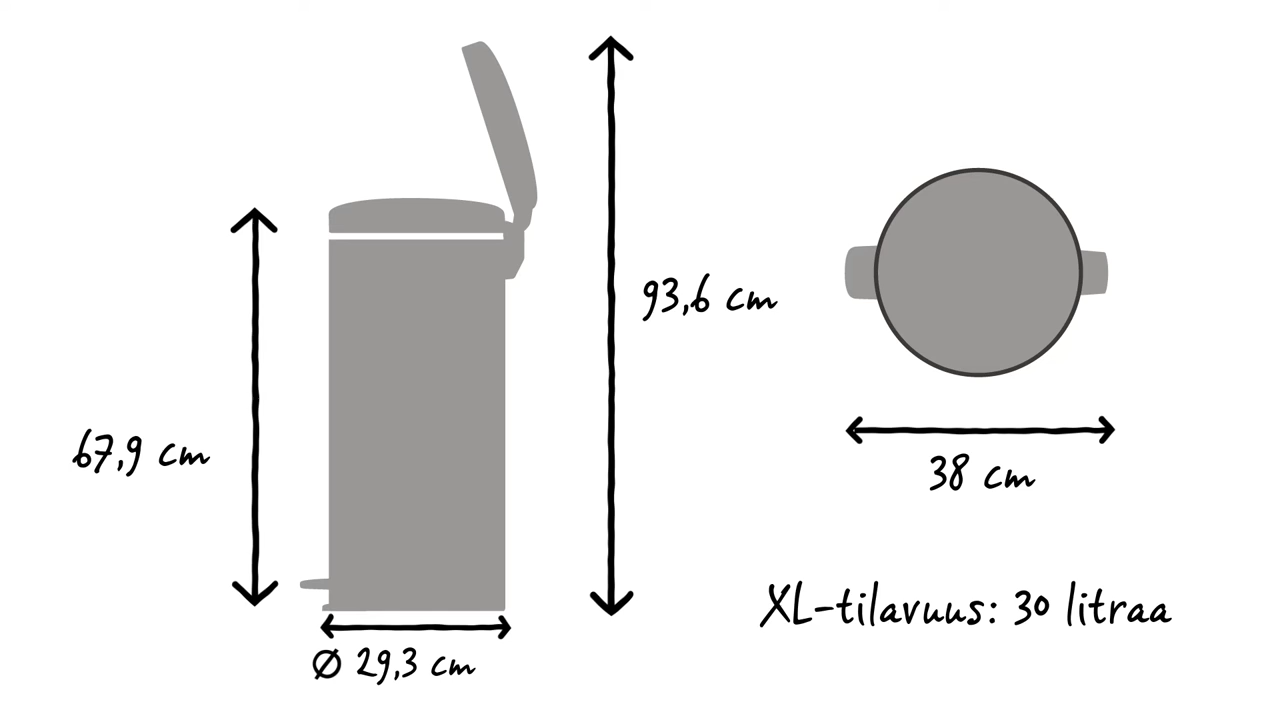 93,6 cm
67,9 cm
38 cm
XL-tilavuus: 30 litraa
Ø 29,3 cm